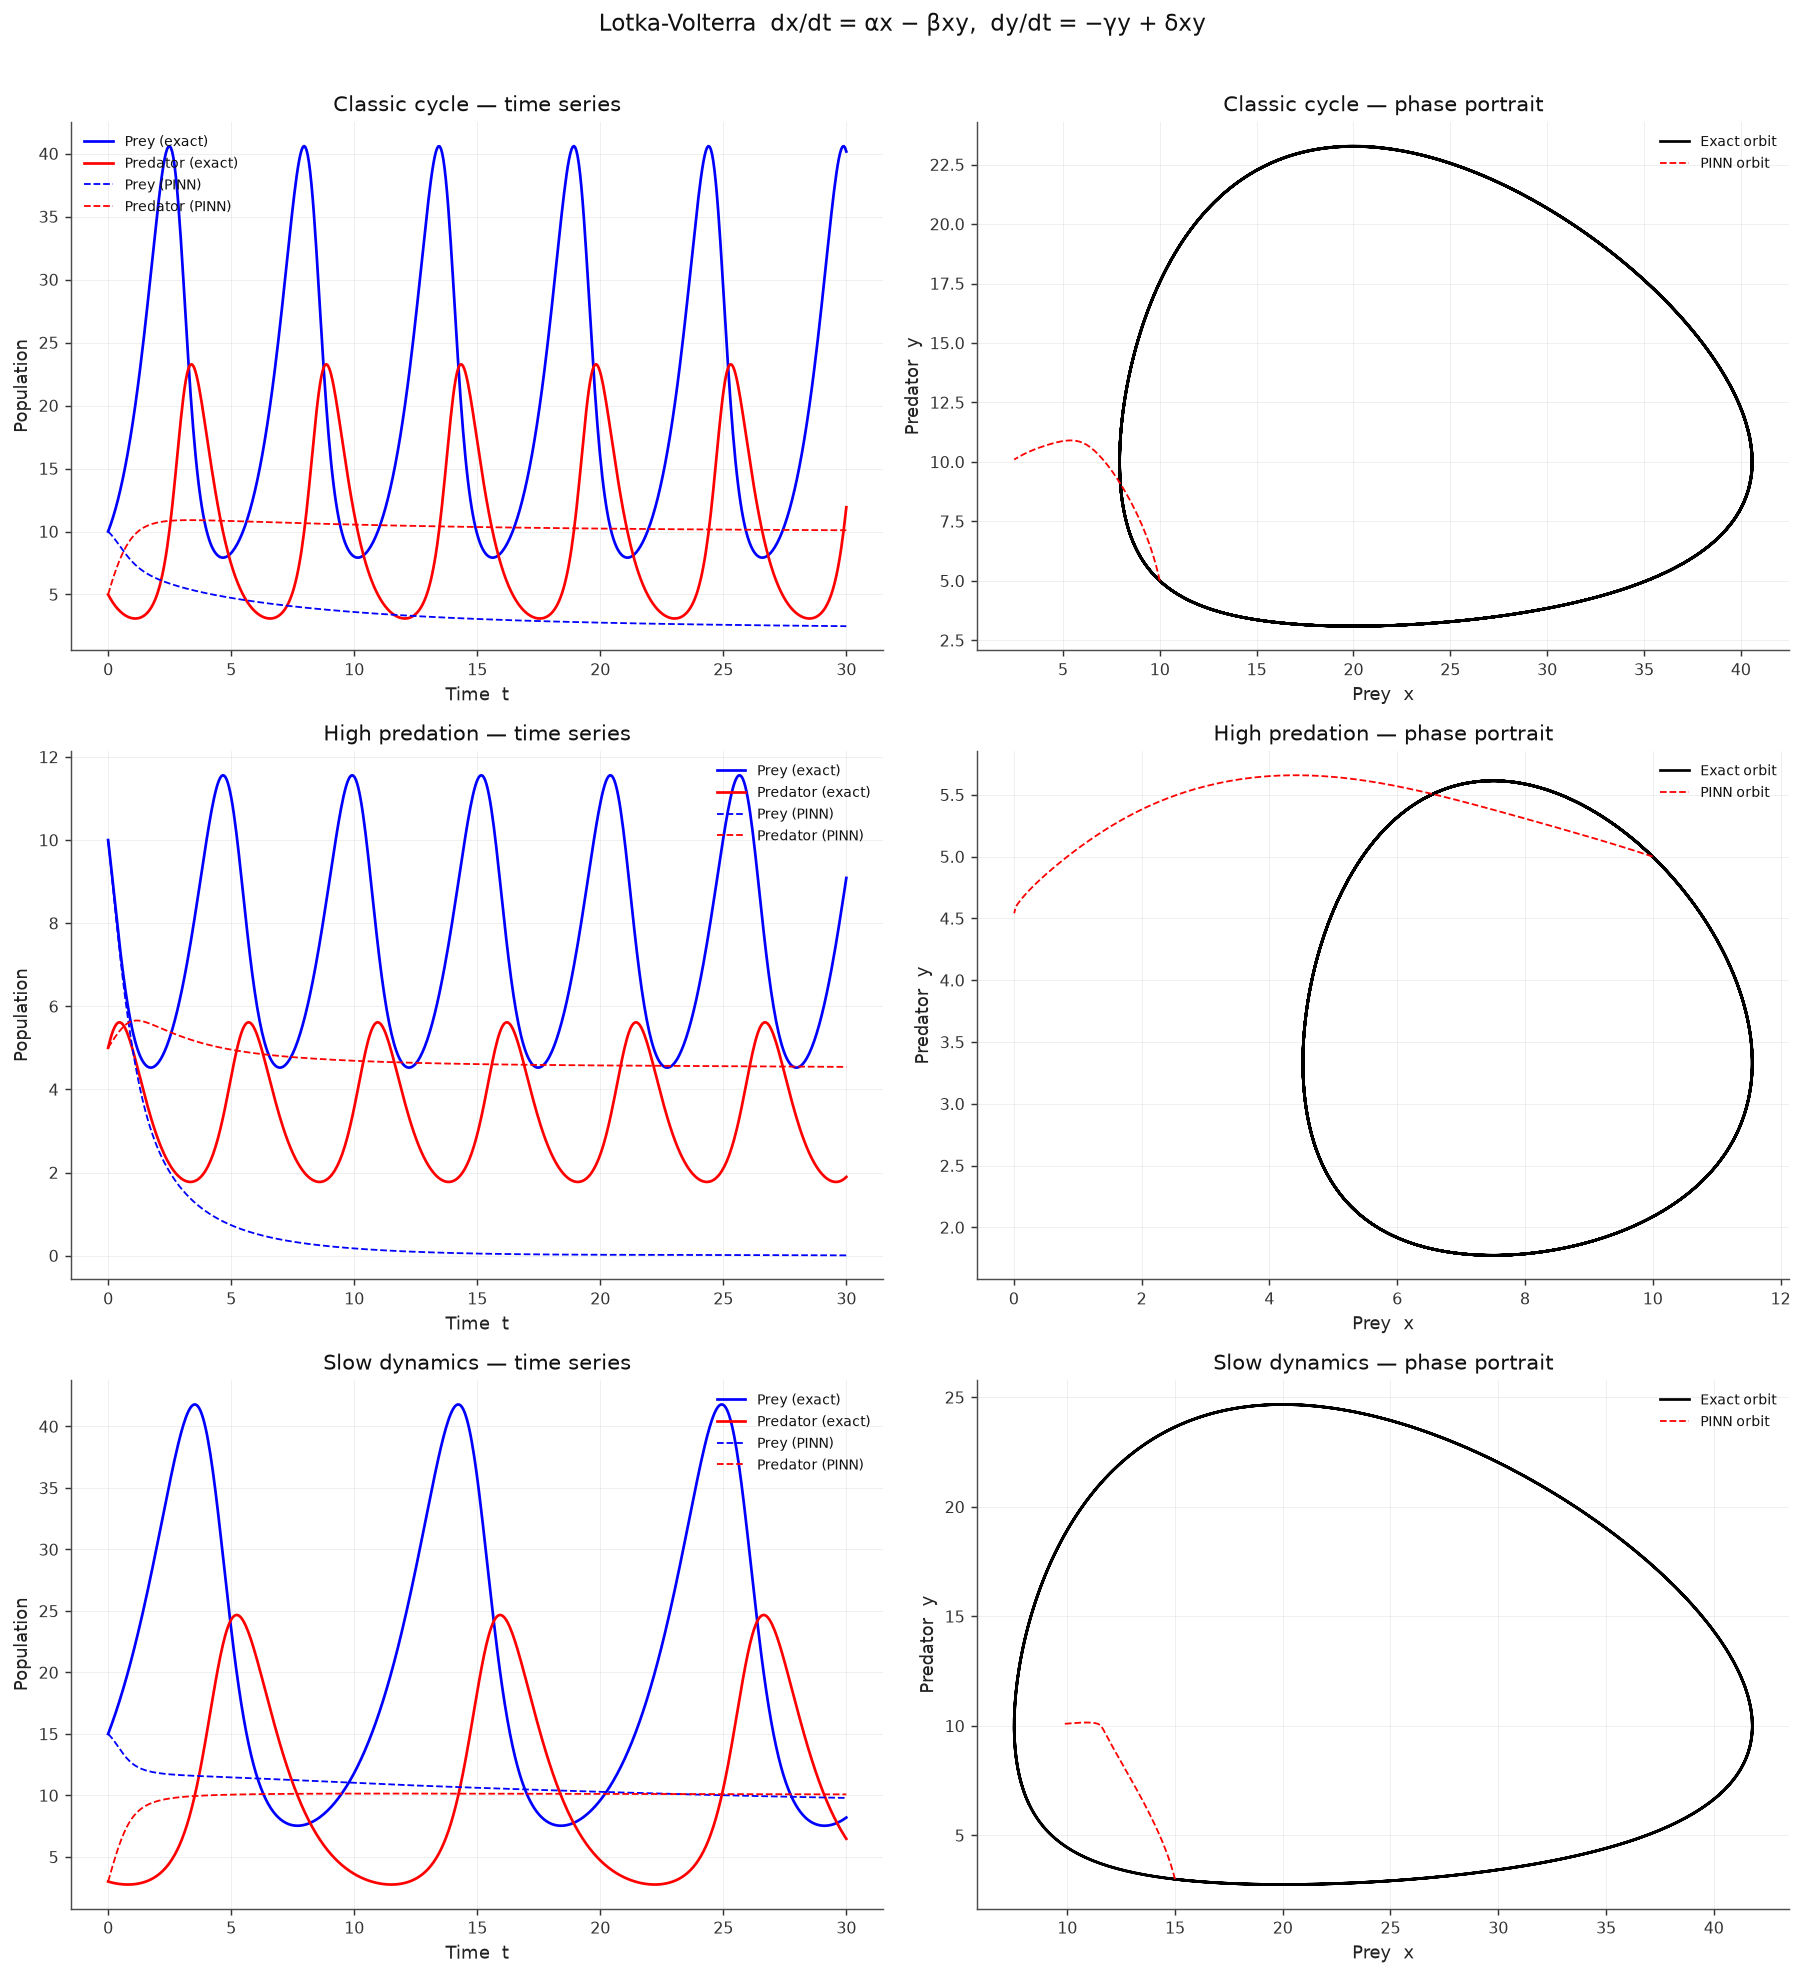 Lotka-Volterra  dx/dt = αx − βxy,  dy/dt = −γy + δxy
Classic cycle — time series
Prey (exact)
Predator (exact)
Prey (PINN)
Predator (PINN)
Population
40
35
30
25
20
15
10
5
0 5 10 15 20 25 30
Time t
Classic cycle — phase portrait
Exact orbit
PINN orbit
Predator y
22.5
20.0
17.5
15.0
12.5
10.0
7.5
5.0
2.5
5 10 15 20 25 30 35 40
Prey x
High predation — time series
Prey (exact)
Predator (exact)
Prey (PINN)
Predator (PINN)
Population
12
10
8
6
4
2
0
0 5 10 15 20 25 30
Time t
High predation — phase portrait
Exact orbit
PINN orbit
Predator y
5.5
5.0
4.5
4.0
3.5
3.0
2.5
2.0
0 2 4 6 8 10 12
Prey x
Slow dynamics — time series
Prey (exact)
Predator (exact)
Prey (PINN)
Predator (PINN)
Population
40
35
30
25
20
15
10
5
0 5 10 15 20 25 30
Time t
Slow dynamics — phase portrait
Exact orbit
PINN orbit
Predator y
25
20
15
10
5
10 15 20 25 30 35 40
Prey x